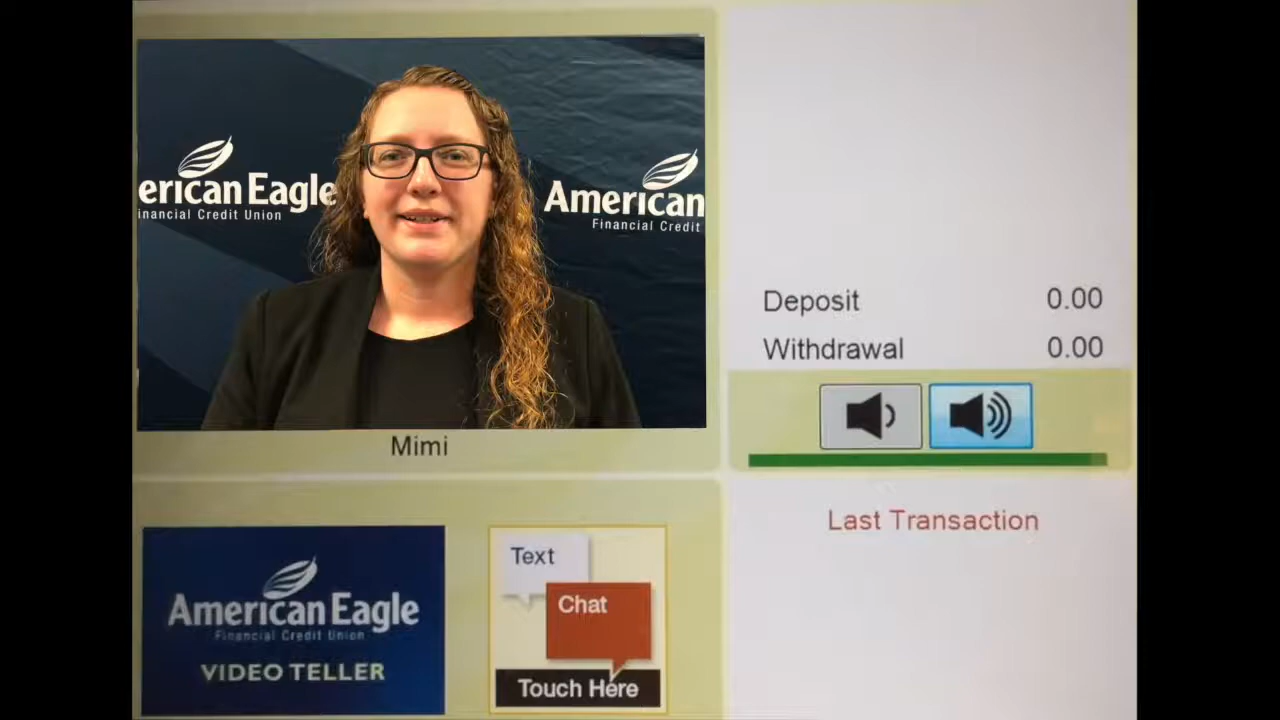 erican Eagle
inancial Credit Union
American
Financial Credit
Mimi
Deposit 0.00
Withdrawal 0.00
Last Transaction
American Eagle
Financial Credit Union
VIDEO TELLER
Text
Chat
Touch Here